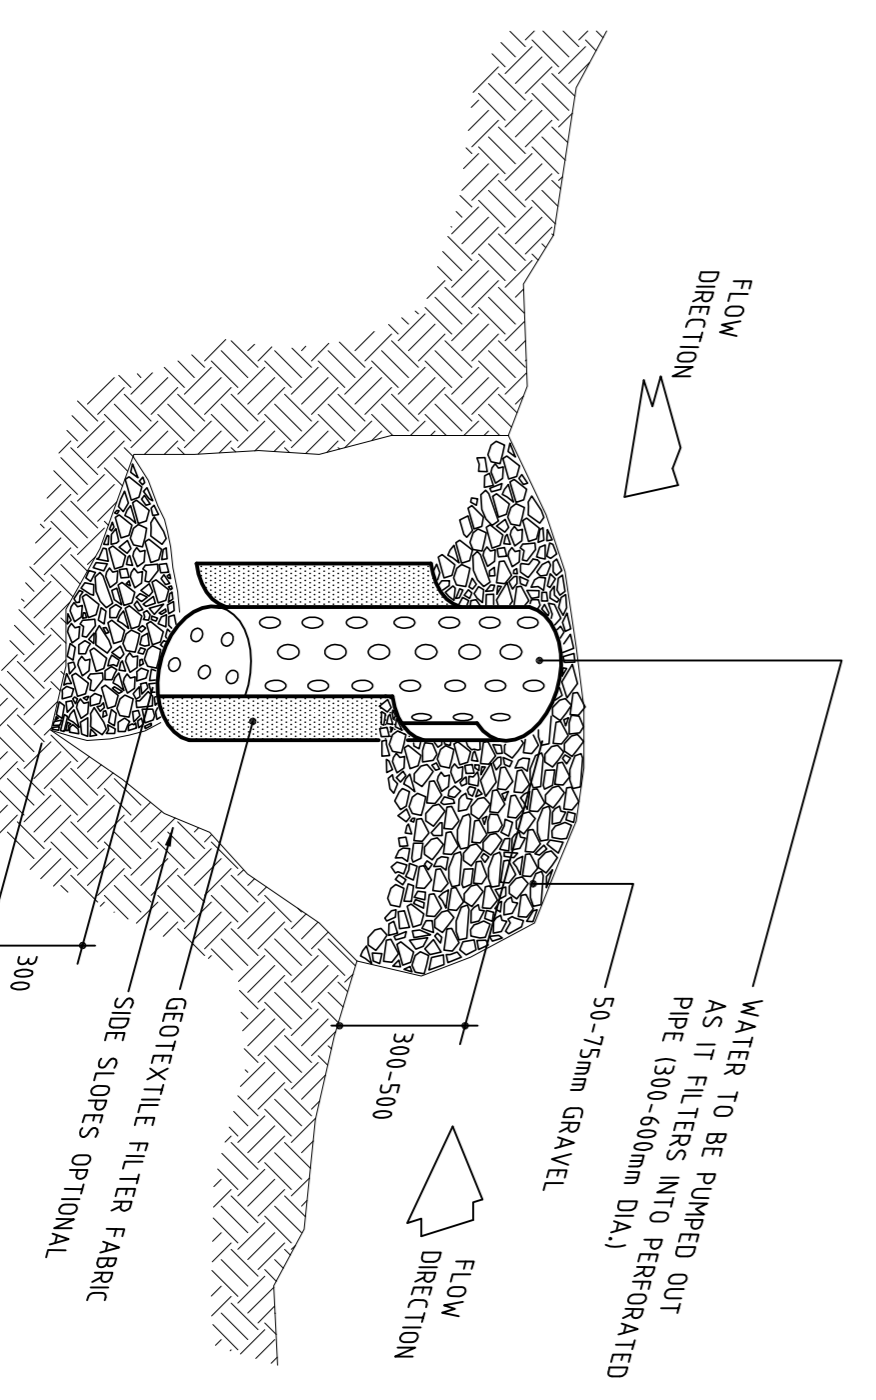 FLOW
DIRECTION
WATER TO BE PUMPED OUT
AS IT FILTERS INTO PERFORATED
PIPE (300-600mm DIA.)
50-75mm GRAVEL
FLOW
DIRECTION
300-500
GEOTEXTILE FILTER FABRIC
SIDE SLOPES OPTIONAL
300